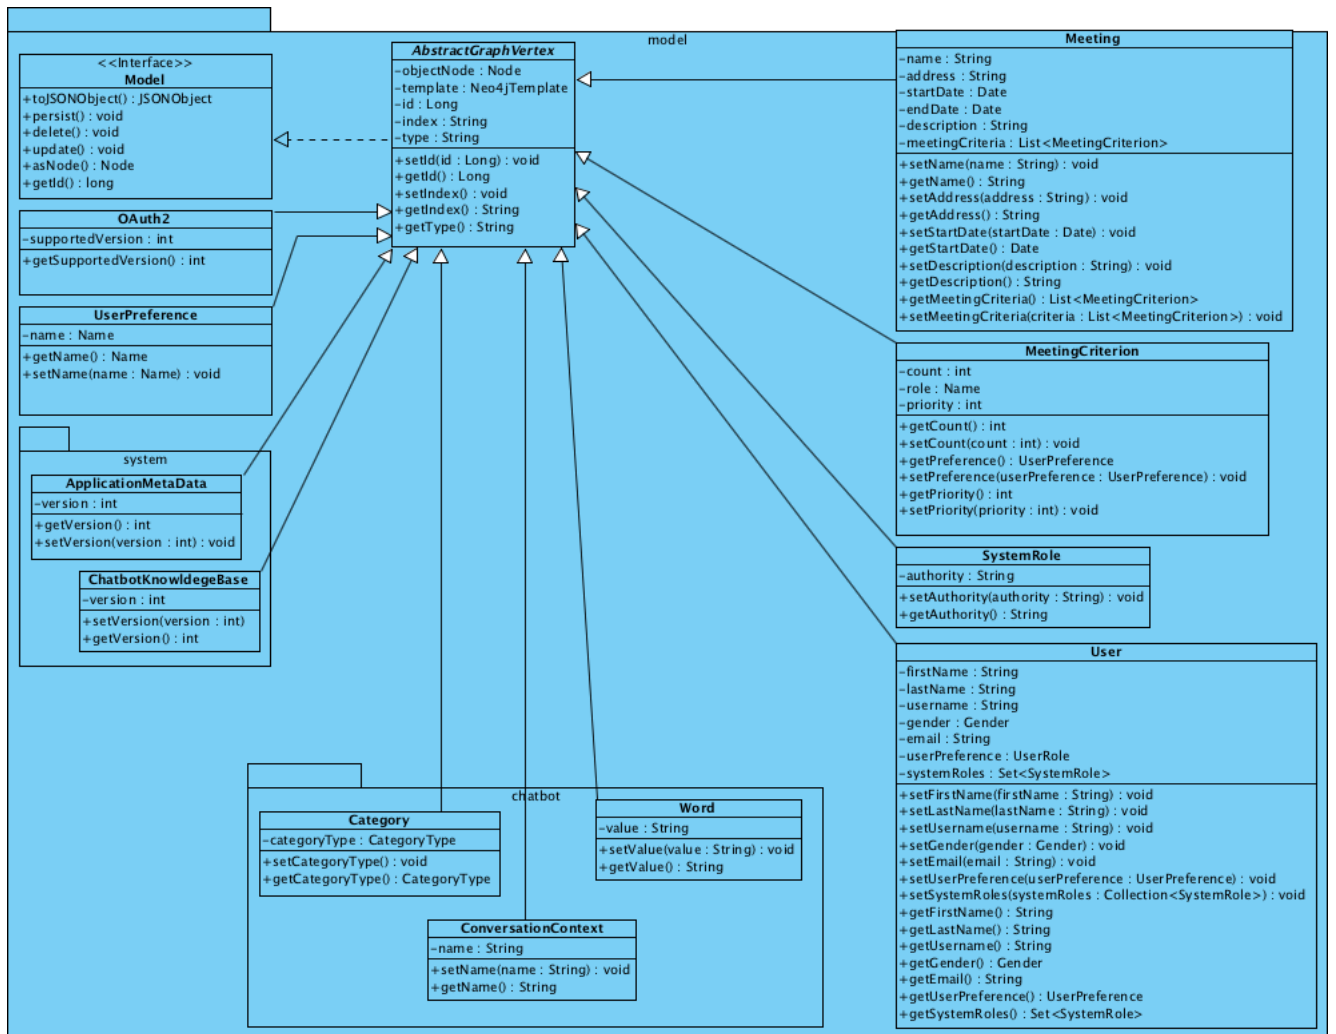 model
<<Interface>>
Model
+toJSONObject() : JSONObject
+persist() : void
+delete() : void
+update() : void
+asNode() : Node
+getId() : long
AbstractGraphVertex
-objectNode : Node
-template : Neo4jTemplate
-id : Long
-index : String
-type : String
+setId(id : Long) : void
+getId() : Long
+setIndex() : void
+getIndex() : String
+getType() : String
Meeting
-name : String
-address : String
-startDate : Date
-endDate : Date
-description : String
-meetingCriteria : List<MeetingCriterion>
+setName(name : String) : void
+getName() : String
+setAddress(address : String) : void
+getAddress() : String
+setStartDate(startDate : Date) : void
+getStartDate() : Date
+setDescription(description : String) : void
+getDescription() : String
+getMeetingCriteria() : List<MeetingCriterion>
+setMeetingCriteria(criteria : List<MeetingCriterion>) : void
OAuth2
-supportedVersion : int
+getSupportedVersion() : int
UserPreference
-name : Name
+getName() : Name
+setName(name : Name) : void
MeetingCriterion
-count : int
-role : Name
-priority : int
+getCount() : int
+setCount(count : int) : void
+getPreference() : UserPreference
+setPreference(userPreference : UserPreference) : void
+getPriority() : int
+setPriority(priority : int) : void
system
ApplicationMetaData
-version : int
+getVersion() : int
+setVersion(version : int) : void
ChatbotKnowldegeBase
-version : int
+setVersion(version : int)
+getVersion() : int
SystemRole
-authority : String
+setAuthority(authority : String) : void
+getAuthority() : String
User
-firstName : String
-lastName : String
-username : String
-gender : Gender
-email : String
-userPreference : UserRole
-systemRoles : Set<SystemRole>
+setFirstName(firstName : String) : void
+setLastName(lastName : String) : void
+setUsername(username : String) : void
+setGender(gender : Gender) : void
+setEmail(email : String) : void
+setUserPreference(userPreference : UserPreference) : void
+setSystemRoles(systemRoles : Collection<SystemRole>) : void
+getFirstName() : String
+getLastName() : String
+getUsername() : String
+getGender() : Gender
+getEmail() : String
+getUserPreference() : UserPreference
+getSystemRoles() : Set<SystemRole>
chatbot
Category
-categoryType : CategoryType
+setCategoryType() : void
+getCategoryType() : CategoryType
Word
-value : String
+setValue(value : String) : void
+getValue() : String
ConversationContext
-name : String
+setName(name : String) : void
+getName() : String